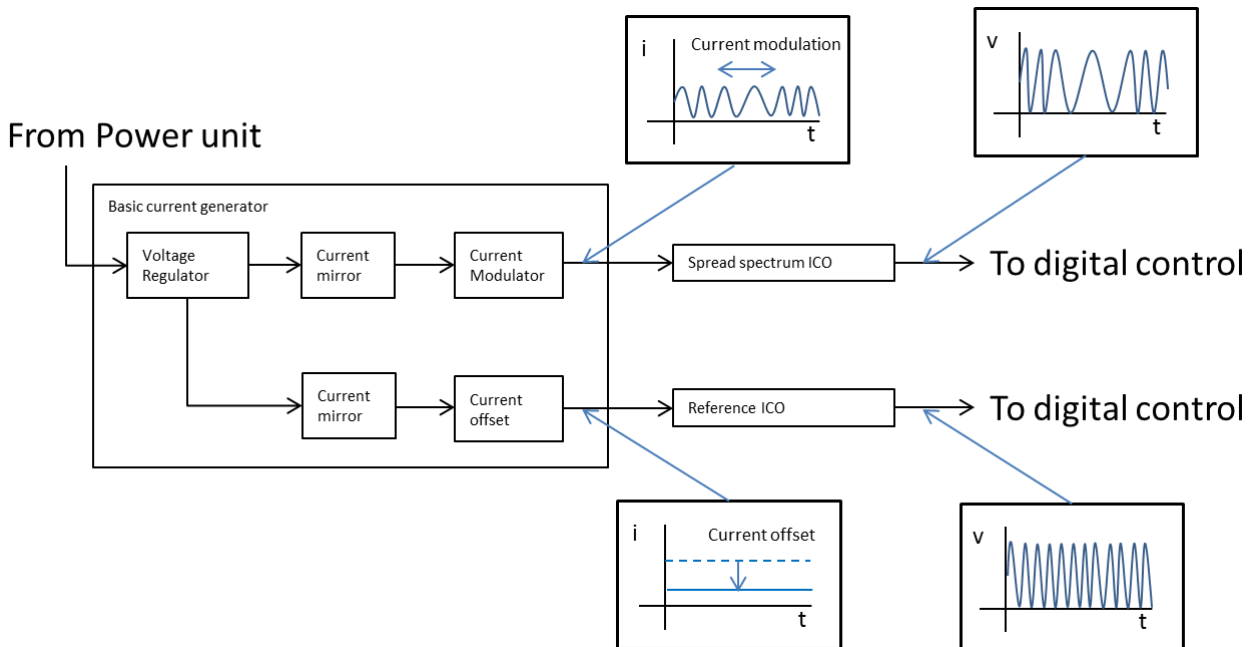 i
Current modulation
t
v
t
From Power unit
Basic current generator
Voltage
Regulator
Current
mirror
Current
Modulator
Spread spectrum ICO
To digital control
Current
mirror
Current
offset
Reference ICO
To digital control
i
Current offset
t
v
t